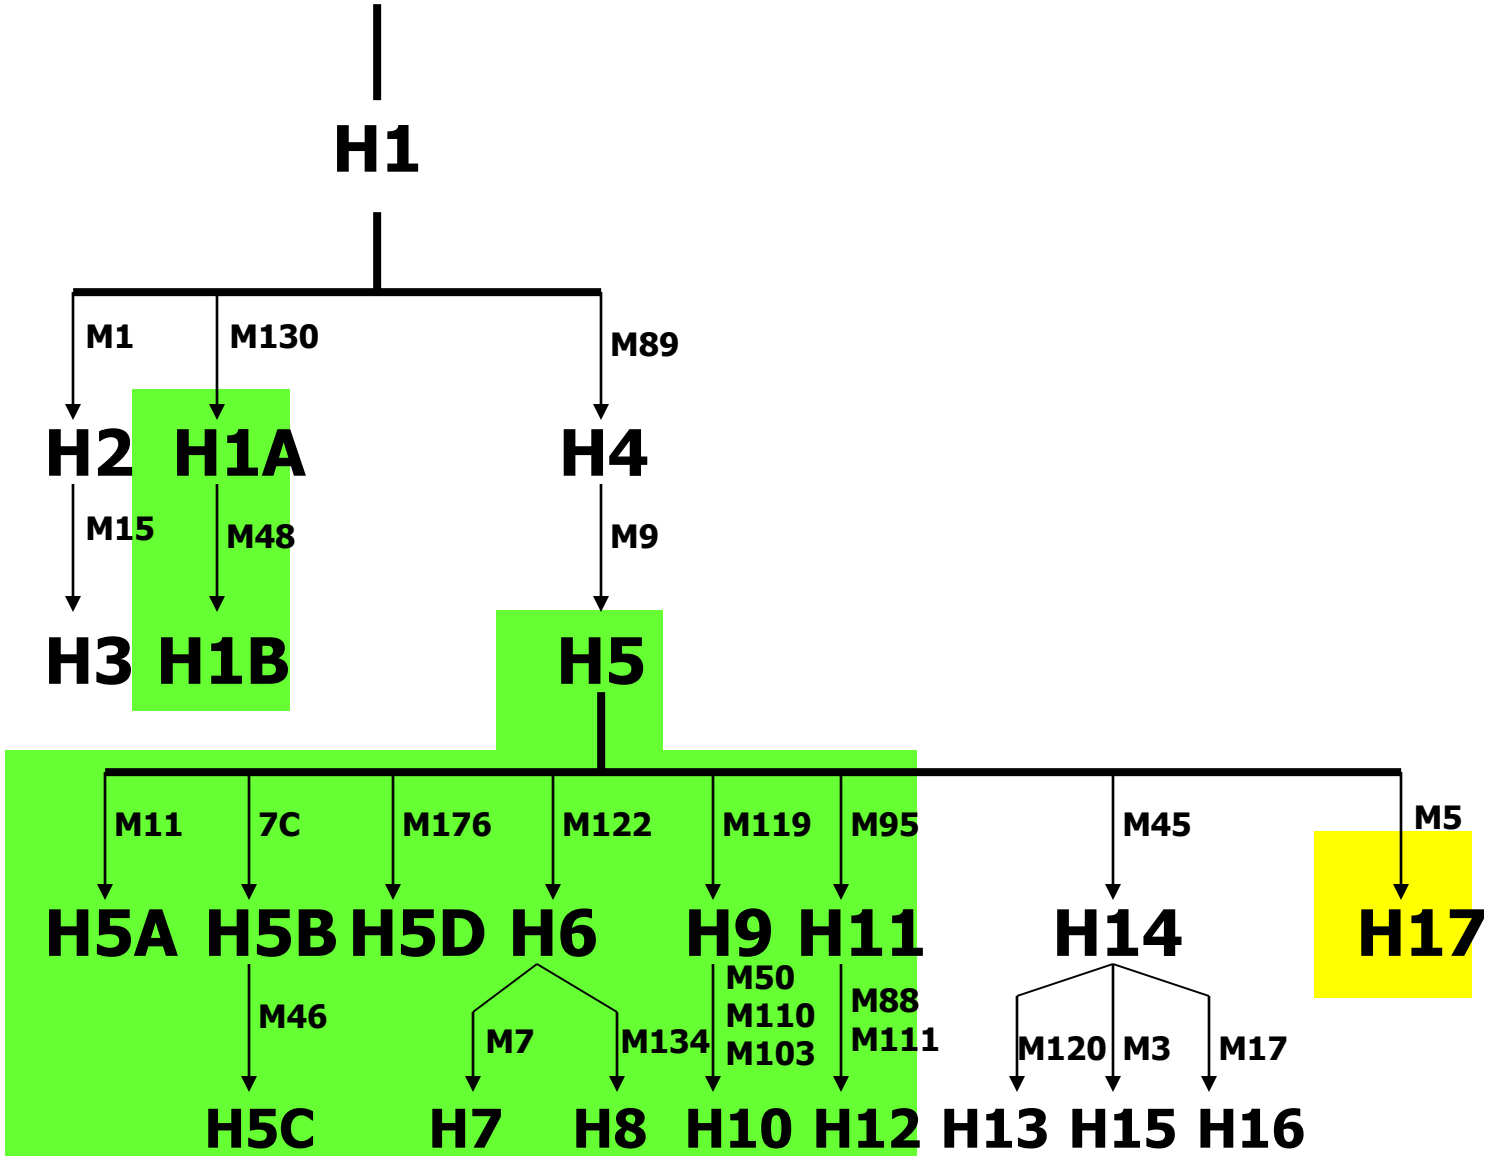 H1
M1 M130 M89
H2 H1A H4
M15 M48 M9
H3 H1B H5
M11 7C M176 M122 M119 M95 M45 M5
H5A H5B H5D H6 H9 H11 H14 H17
M50
M88
M46 M110
M111
M7 M134 M103 M120 M3 M17
H5C H7 H8 H10 H12 H13 H15 H16